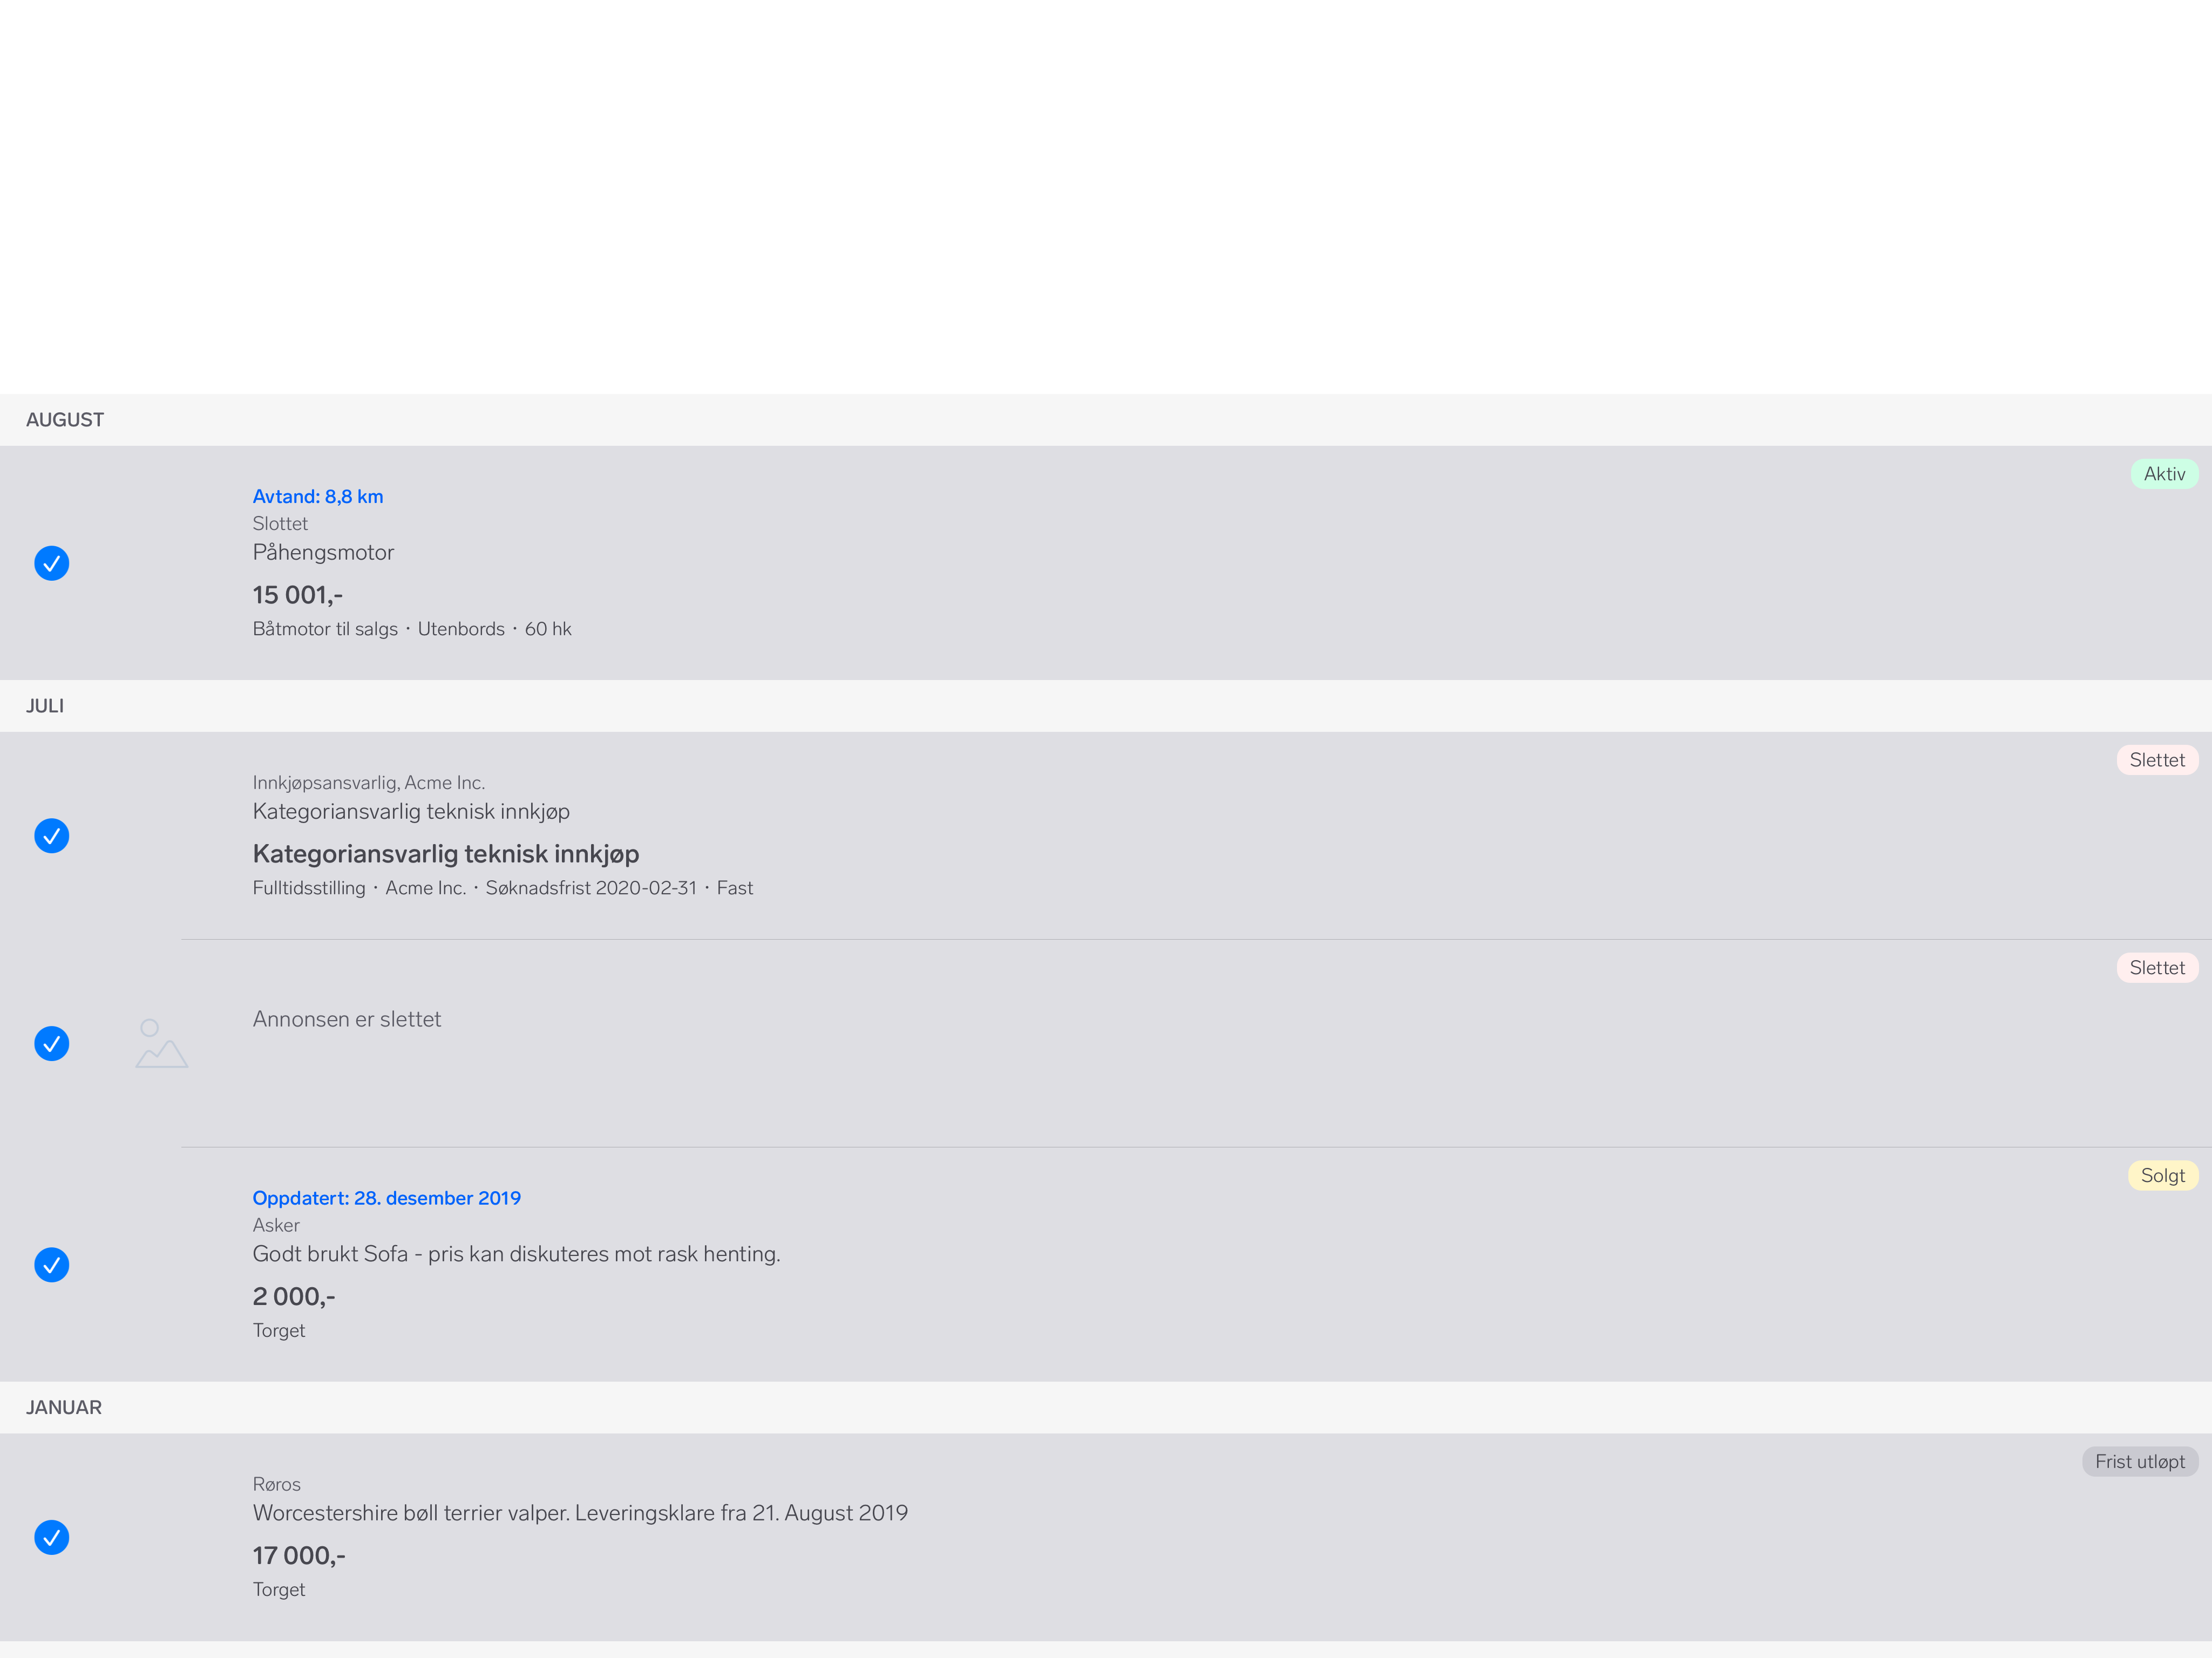 AUGUST
Aktiv
Avtand: 8,8 km
Slottet
Påhengsmotor
15 001,-
Båtmotor til salgs・Utenbords・60 hk
JULI
Slettet
Innkjøpsansvarlig, Acme Inc.
Kategoriansvarlig teknisk innkjøp
Kategoriansvarlig teknisk innkjøp
Fulltidsstilling・Acme Inc.・Søknadsfrist 2020-02-31・Fast
Slettet
Annonsen er slettet
Solgt
Oppdatert: 28. desember 2019
Asker
Godt brukt Sofa - pris kan diskuteres mot rask henting.
2 000,-
Torget
JANUAR
Frist utløpt
Røros
Worcestershire bøll terrier valper. Leveringsklare fra 21. August 2019
17 000,-
Torget